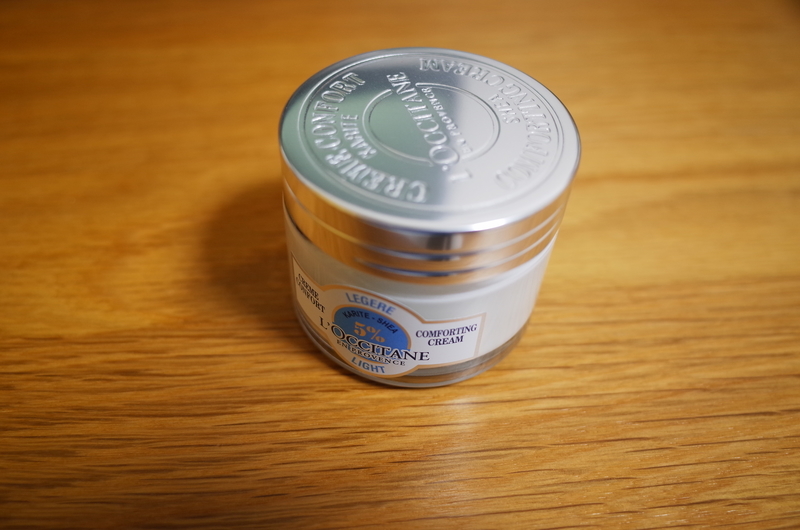 CREME CONFORT
KARITE
L'OCCITANE
EN PROVENCE
SHEA
COMFORTING CREAM
CREME
CONFORT
LEGERE
KARITE - SHEA
5%
L'OCCITANE
EN PROVENCE
LIGHT
COMFORTING
CREAM